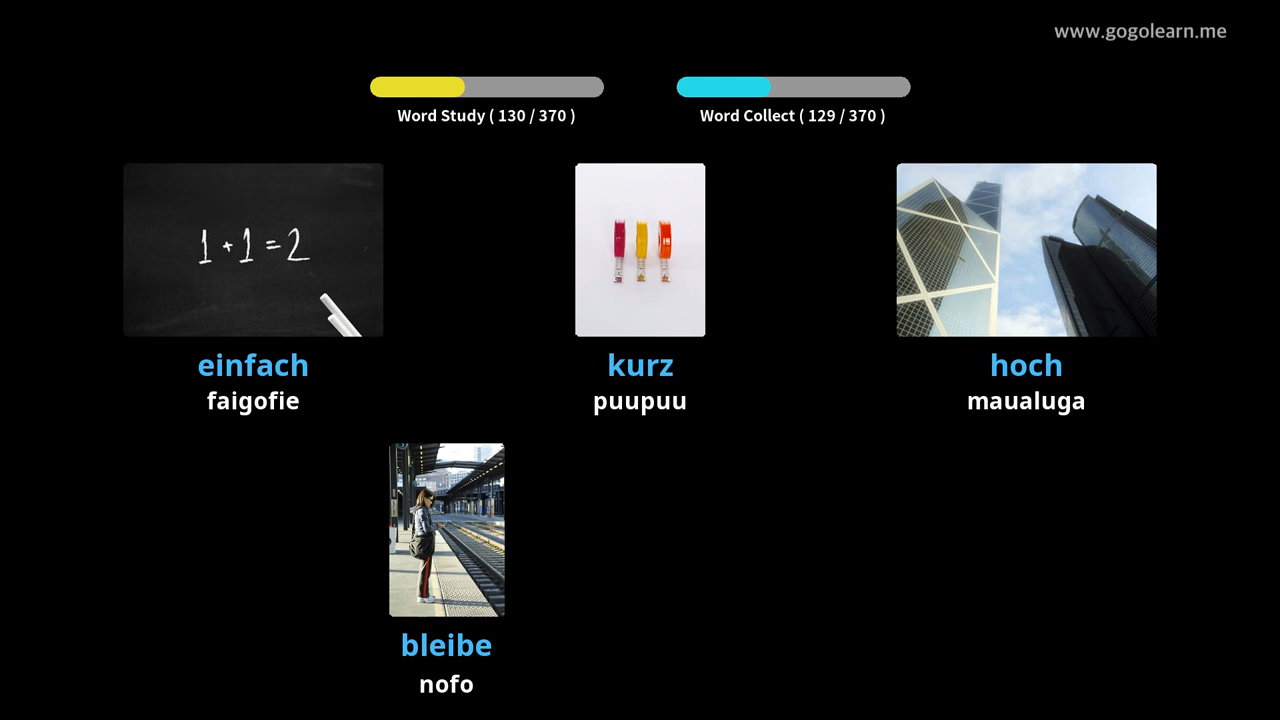 www.gogolearn.me
Word Study ( 130 / 370 )
Word Collect ( 129 / 370 )
1 + 1 = 2
einfach
kurz
hoch
faigofie
puupuu
maualuga
bleibe
nofo